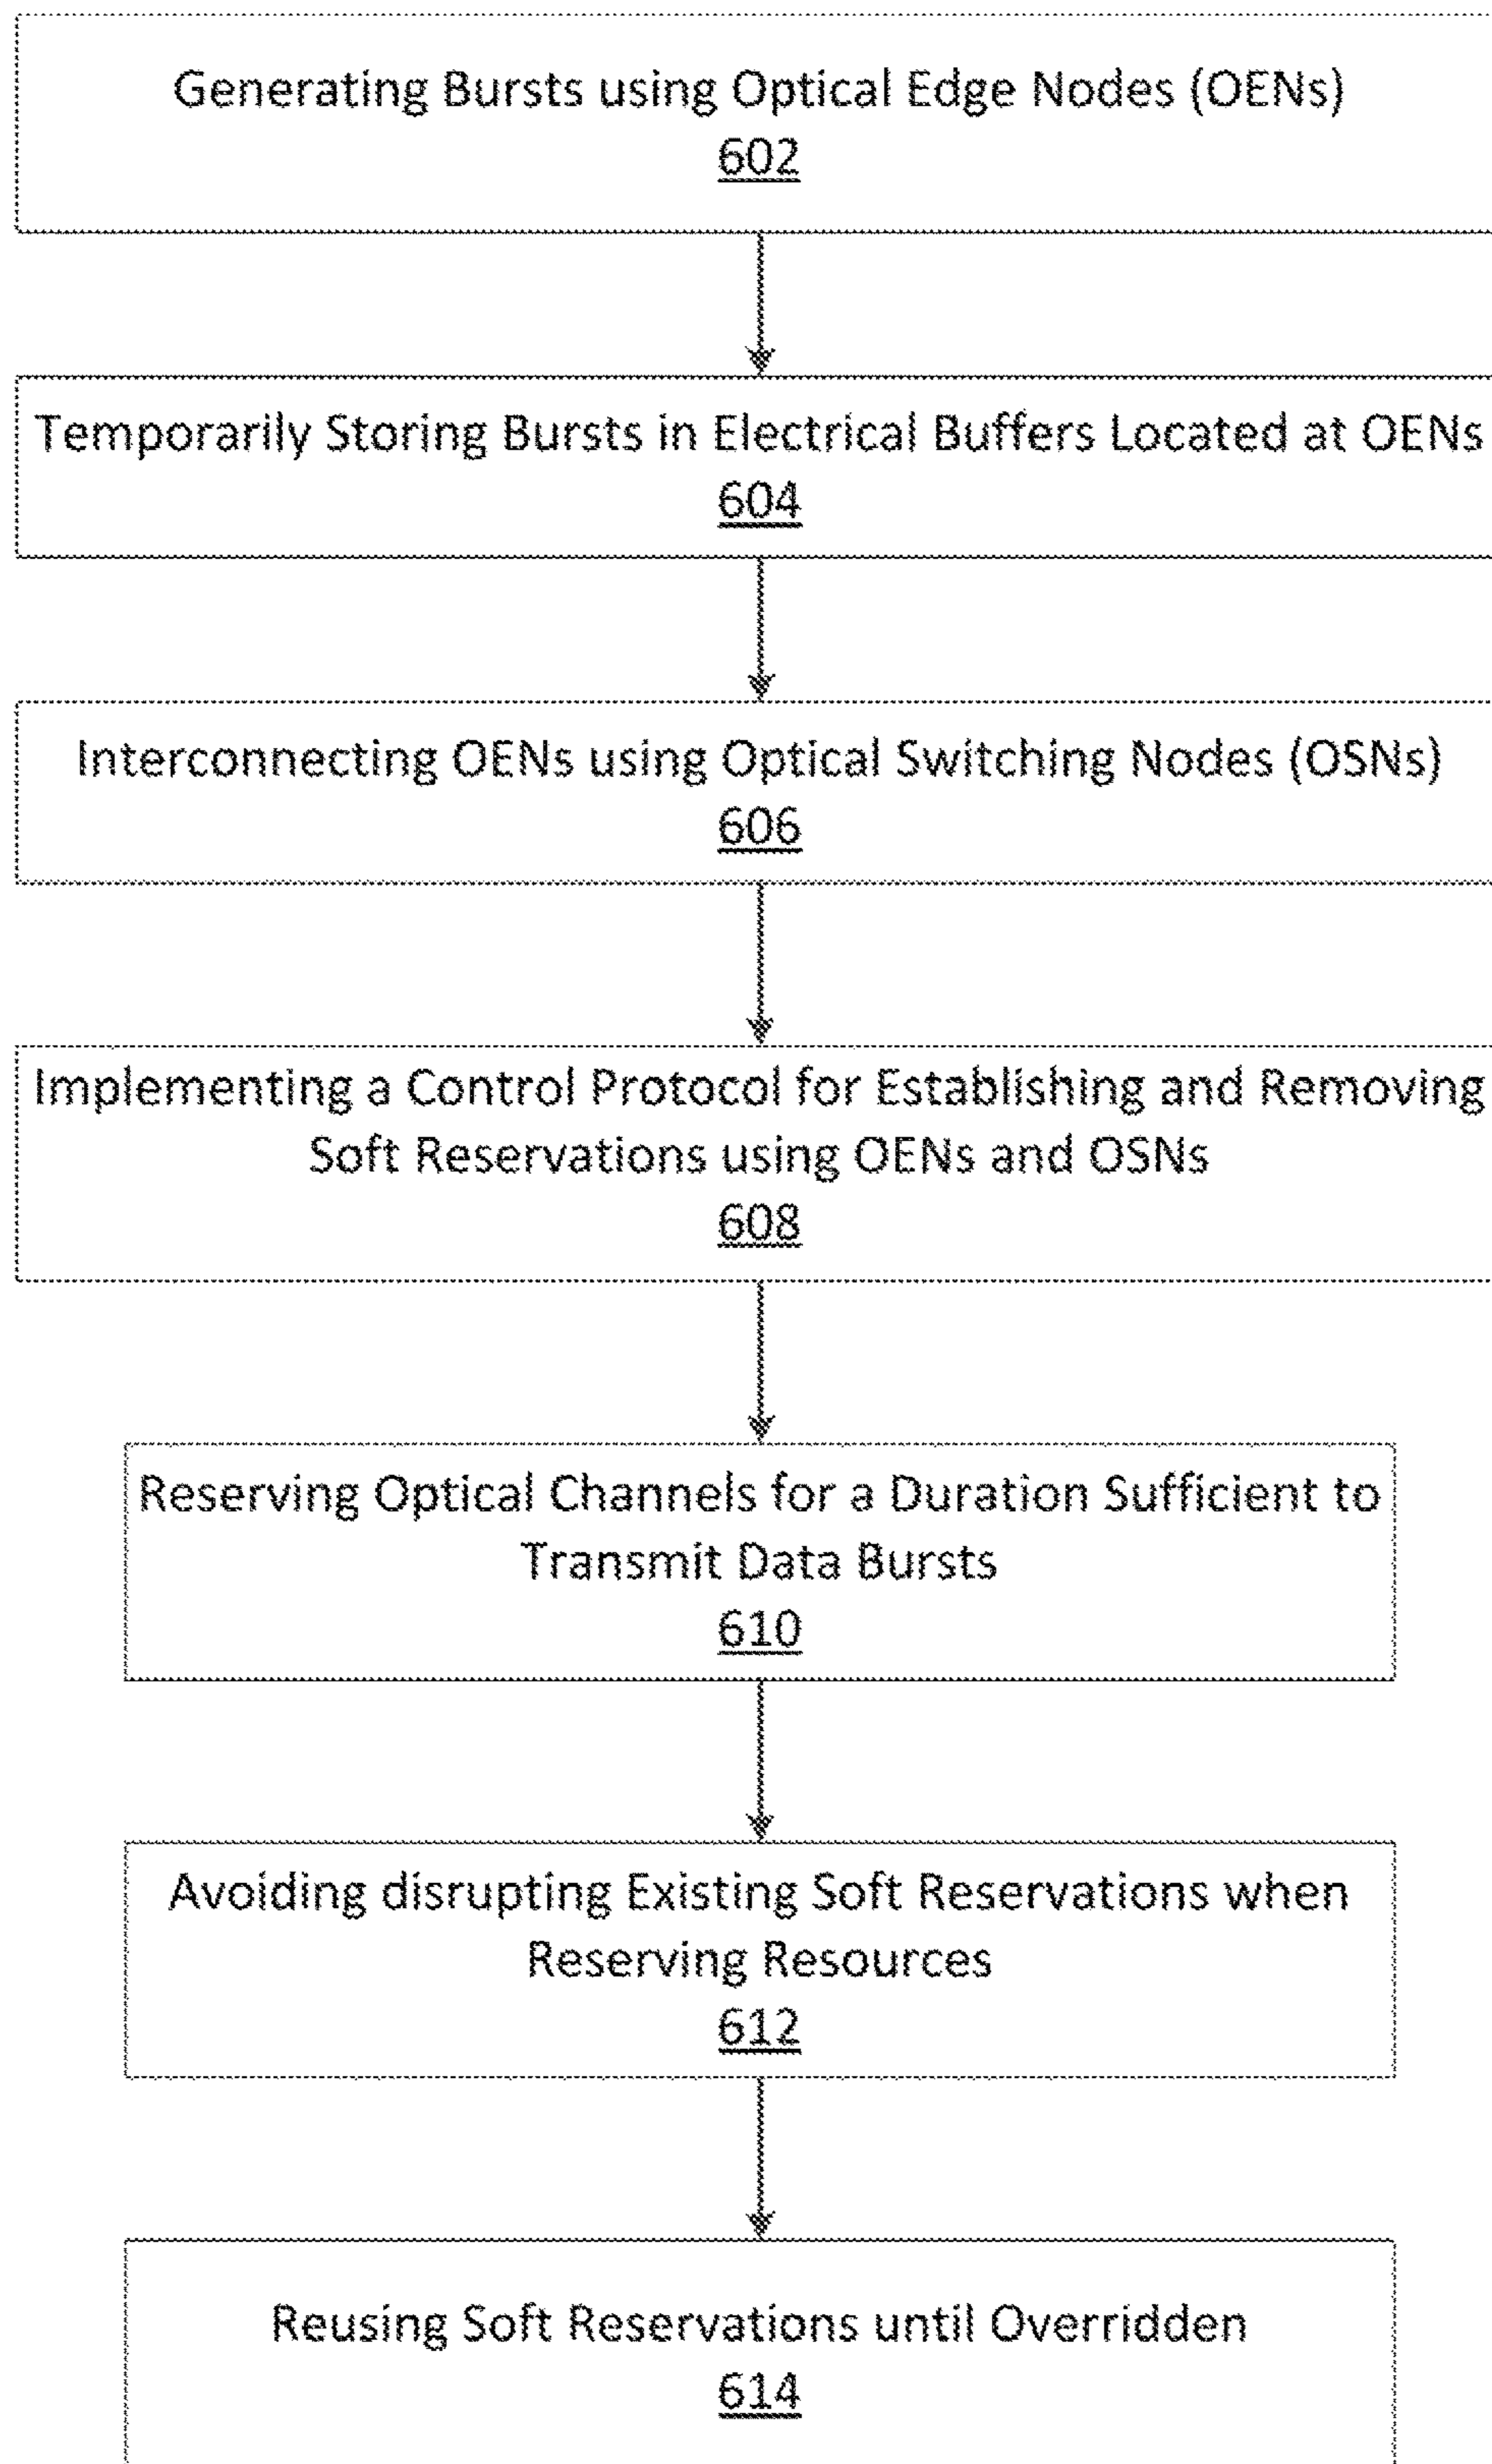 Generating Bursts using Optical Edge Nodes (OENs)
602
Temporarily Storing Bursts in Electrical Buffers Located at OENs
604
Interconnecting OENs using Optical Switching Nodes (OSNs)
606
Implementing a Control Protocol for Establishing and Removing
Soft Reservations using OENs and OSNs
608
Reserving Optical Channels for a Duration Sufficient to
Transmit Data Bursts
610
Avoiding disrupting Existing Soft Reservations when
Reserving Resources
612
Reusing Soft Reservations until Overridden
614